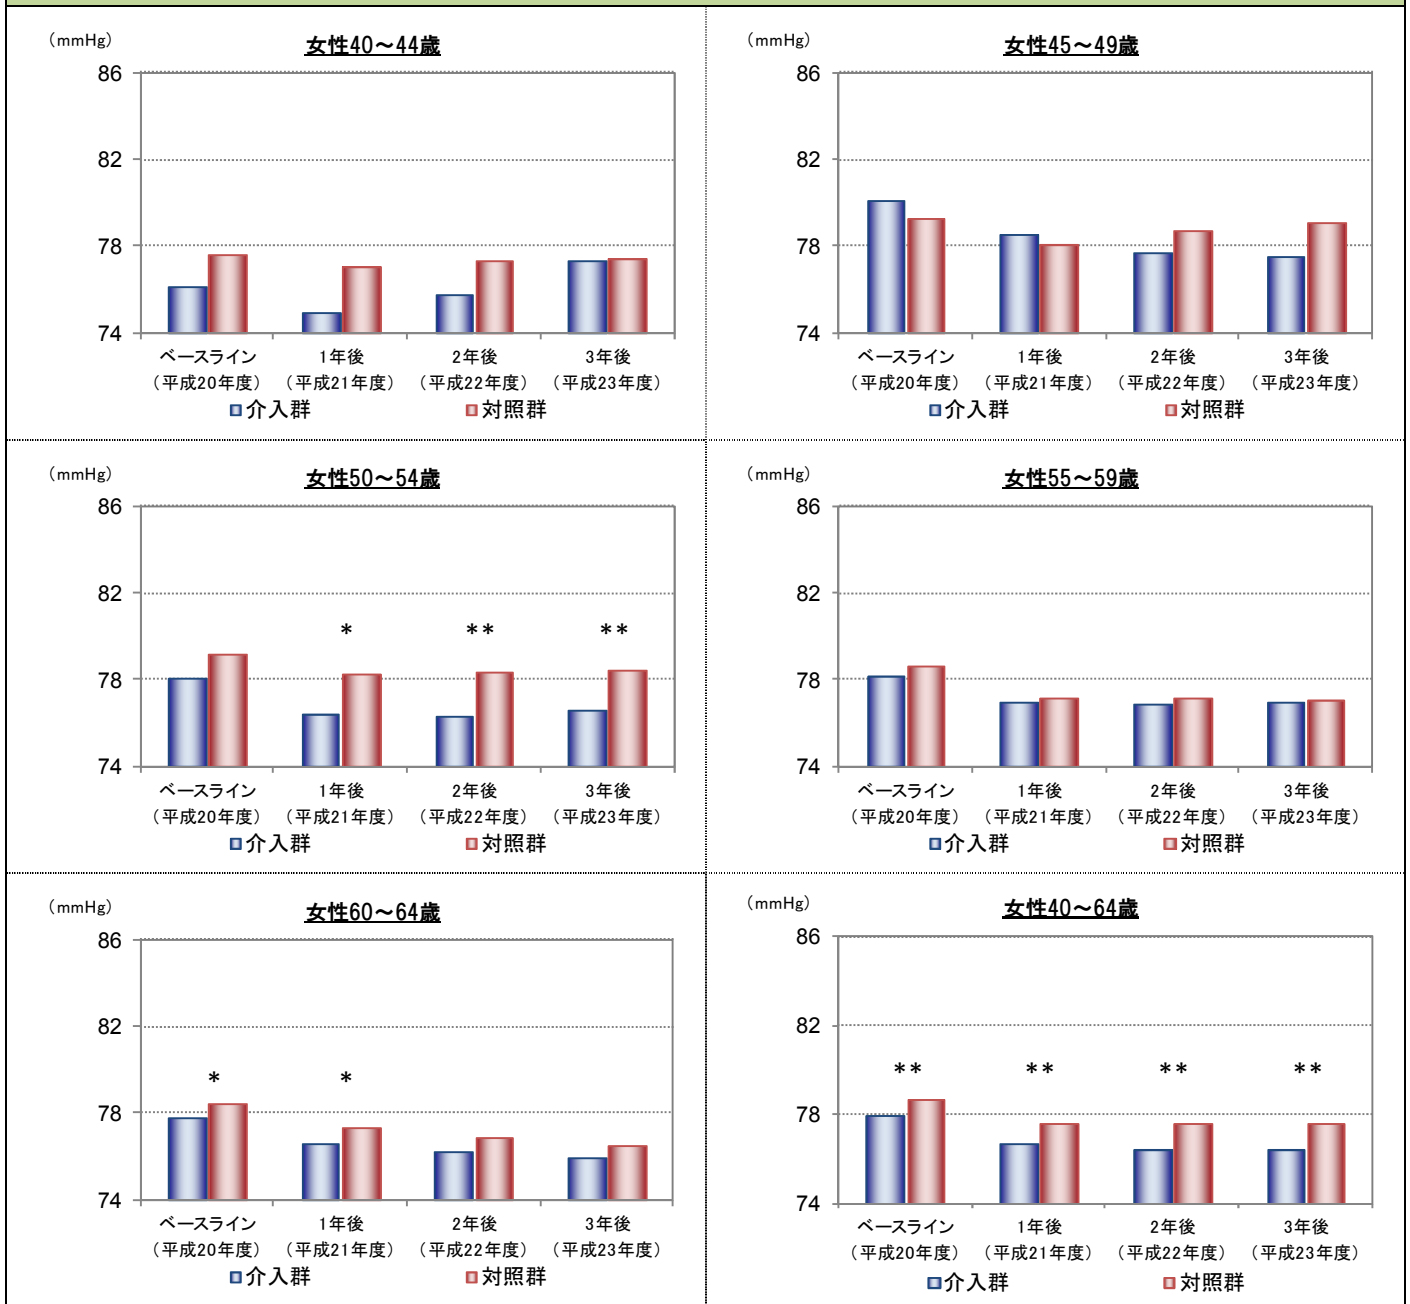 (mmHg)
女性40～44歳
86
82
78
74
ベースライン 1年後 2年後 3年後
(平成20年度) (平成21年度) (平成22年度) (平成23年度)
介入群 対照群
(mmHg)
女性45～49歳
86
82
78
74
ベースライン 1年後 2年後 3年後
(平成20年度) (平成21年度) (平成22年度) (平成23年度)
介入群 対照群
(mmHg)
女性50～54歳
86
82
* ** **
78
74
ベースライン 1年後 2年後 3年後
(平成20年度) (平成21年度) (平成22年度) (平成23年度)
介入群 対照群
(mmHg)
女性55～59歳
86
82
78
74
ベースライン 1年後 2年後 3年後
(平成20年度) (平成21年度) (平成22年度) (平成23年度)
介入群 対照群
(mmHg)
女性60～64歳
86
82
* *
78
74
ベースライン 1年後 2年後 3年後
(平成20年度) (平成21年度) (平成22年度) (平成23年度)
介入群 対照群
(mmHg)
女性40～64歳
86
82
** ** ** **
78
74
ベースライン 1年後 2年後 3年後
(平成20年度) (平成21年度) (平成22年度) (平成23年度)
介入群 対照群